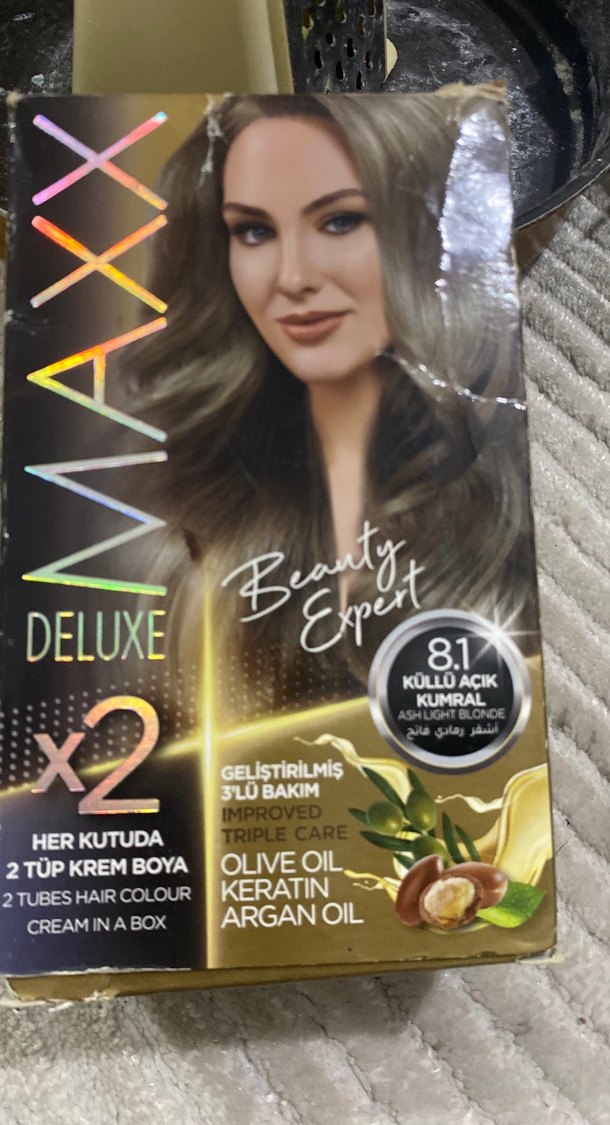 MAXX
DELUXE
x2
HER KUTUDA
2 TÜP KREM BOYA
2 TUBES HAIR COLOUR
CREAM IN A BOX
Beauty
Expert
8.1
KÜLLÜ AÇIK
KUMRAL
ASH LIGHT BLONDE
اشقر رمادي فاتح
GELİŞTİRİLMİŞ
3'LÜ BAKIM
IMPROVED
TRIPLE CARE
OLIVE OIL
KERATIN
ARGAN OIL